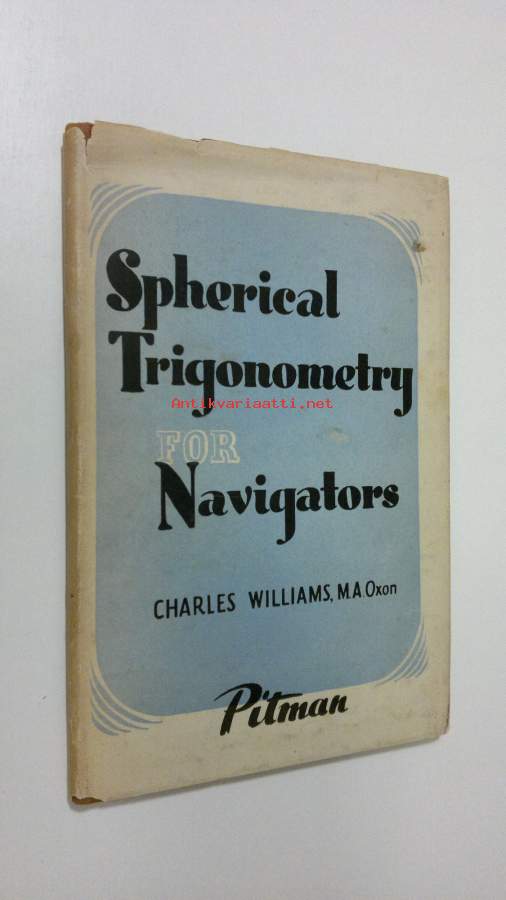 Spherical
Trigonometry
Antikvariaatti.net
FOR
Navigators
CHARLES WILLIAMS, M.A.Oxon
Pitman